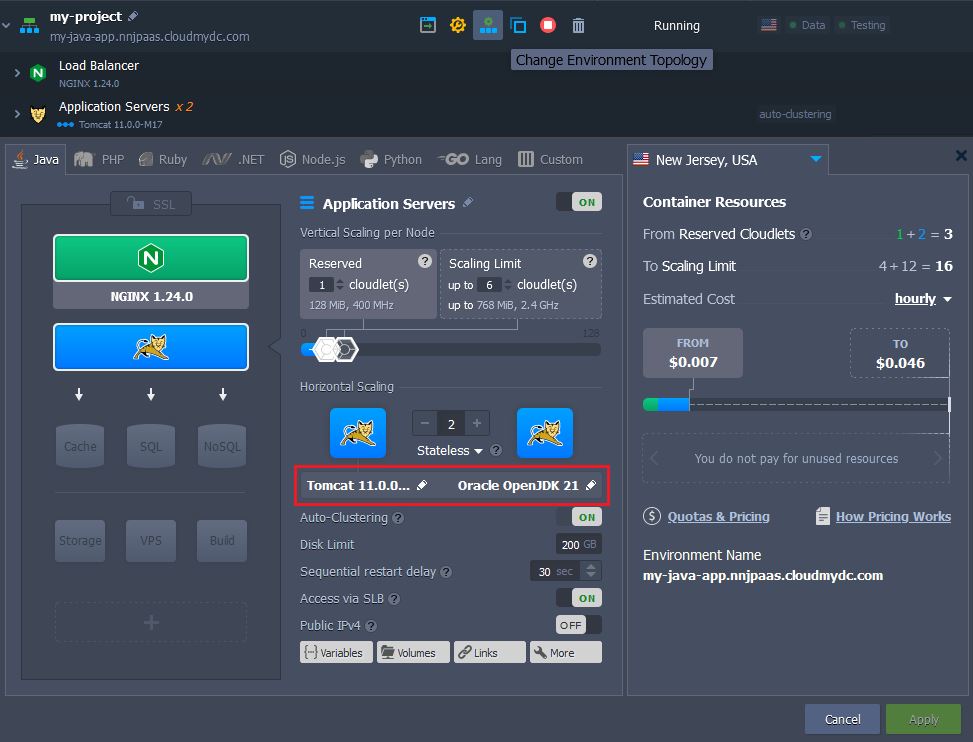 my-project
my-java-app.nnjpaas.cloudmydc.com
Running
Data
Testing
Change Environment Topology
Load Balancer
NGINX 1.24.0
Application Servers x 2
Tomcat 11.0.0-M17
auto-clustering
Java
PHP
Ruby
.NET
Node.js
Python
Lang
Custom
SSL
NGINX 1.24.0
Cache
SQL
NoSQL
Storage
VPS
Build
Application Servers
ON
Vertical Scaling per Node
Reserved
1 cloudlet(s)
128 MiB, 400 MHz
Scaling Limit
up to 6 cloudlet(s)
up to 768 MiB, 2.4 GHz
0
128
Horizontal Scaling
2
Stateless
Tomcat 11.0.0...
Oracle OpenJDK 21
Auto-Clustering
ON
Disk Limit
200 GB
Sequential restart delay
30 sec
Access via SLB
ON
Public IPv4
OFF
Variables
Volumes
Links
More
New Jersey, USA
Container Resources
From Reserved Cloudlets
1 + 2 = 3
To Scaling Limit
4 + 12 = 16
Estimated Cost
hourly
FROM
$0.007
TO
$0.046
You do not pay for unused resources
Quotas & Pricing
How Pricing Works
Environment Name
my-java-app.nnjpaas.cloudmydc.com
Cancel
Apply